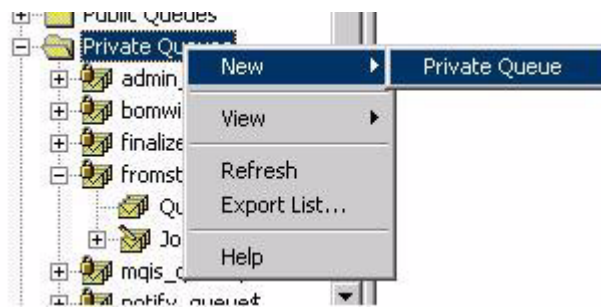 Public Queues
Private Queues
admin_
bomwi
finalize
fromst
Qu
Jo
mqis_q
notify_queue$
New
View
Refresh
Export List...
Help
Private Queue